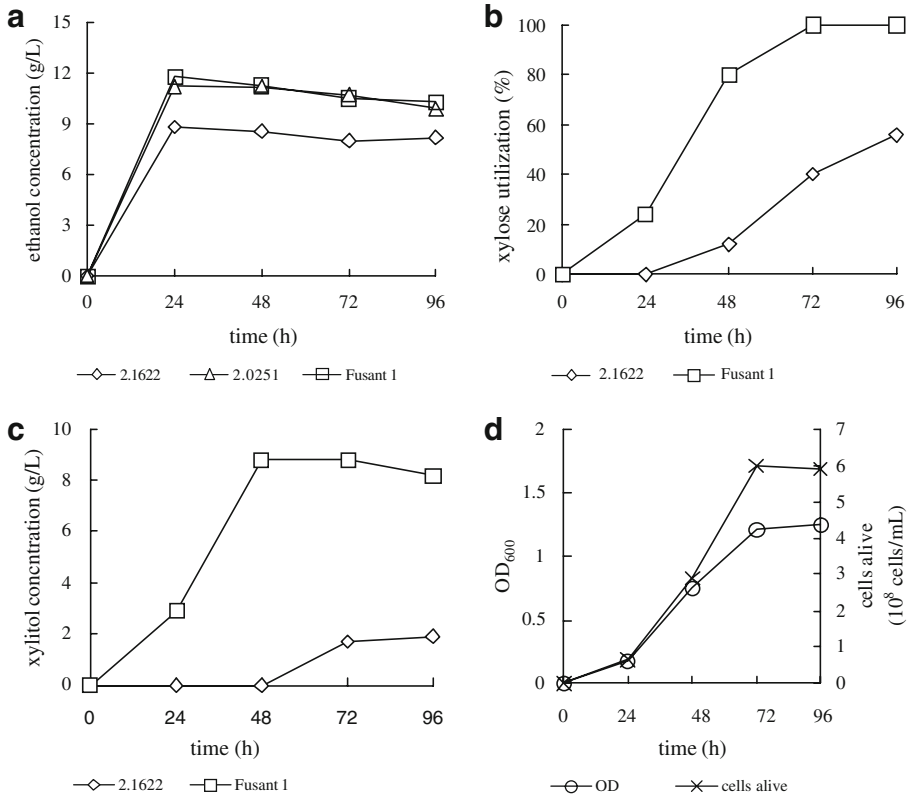 a
ethanol concentration (g/L)
15
12
9
6
3
0
0 24 48 72 96
time (h)
2.1622 2.0251 Fusant 1
b
xylose utilization (%)
100
80
60
40
20
0
0 24 48 72 96
time (h)
2.1622 Fusant 1
c
xylitol concntration (g/L)
10
8
6
4
2
0
0 24 48 72 96
time (h)
2.1622 Fusant 1
d
OD600
2
1.5
1
0.5
0
7
6
5
4
3
2
1
0
cells alive
(10⁸ cells/mL)
0 24 48 72 96
time (h)
OD cells alive